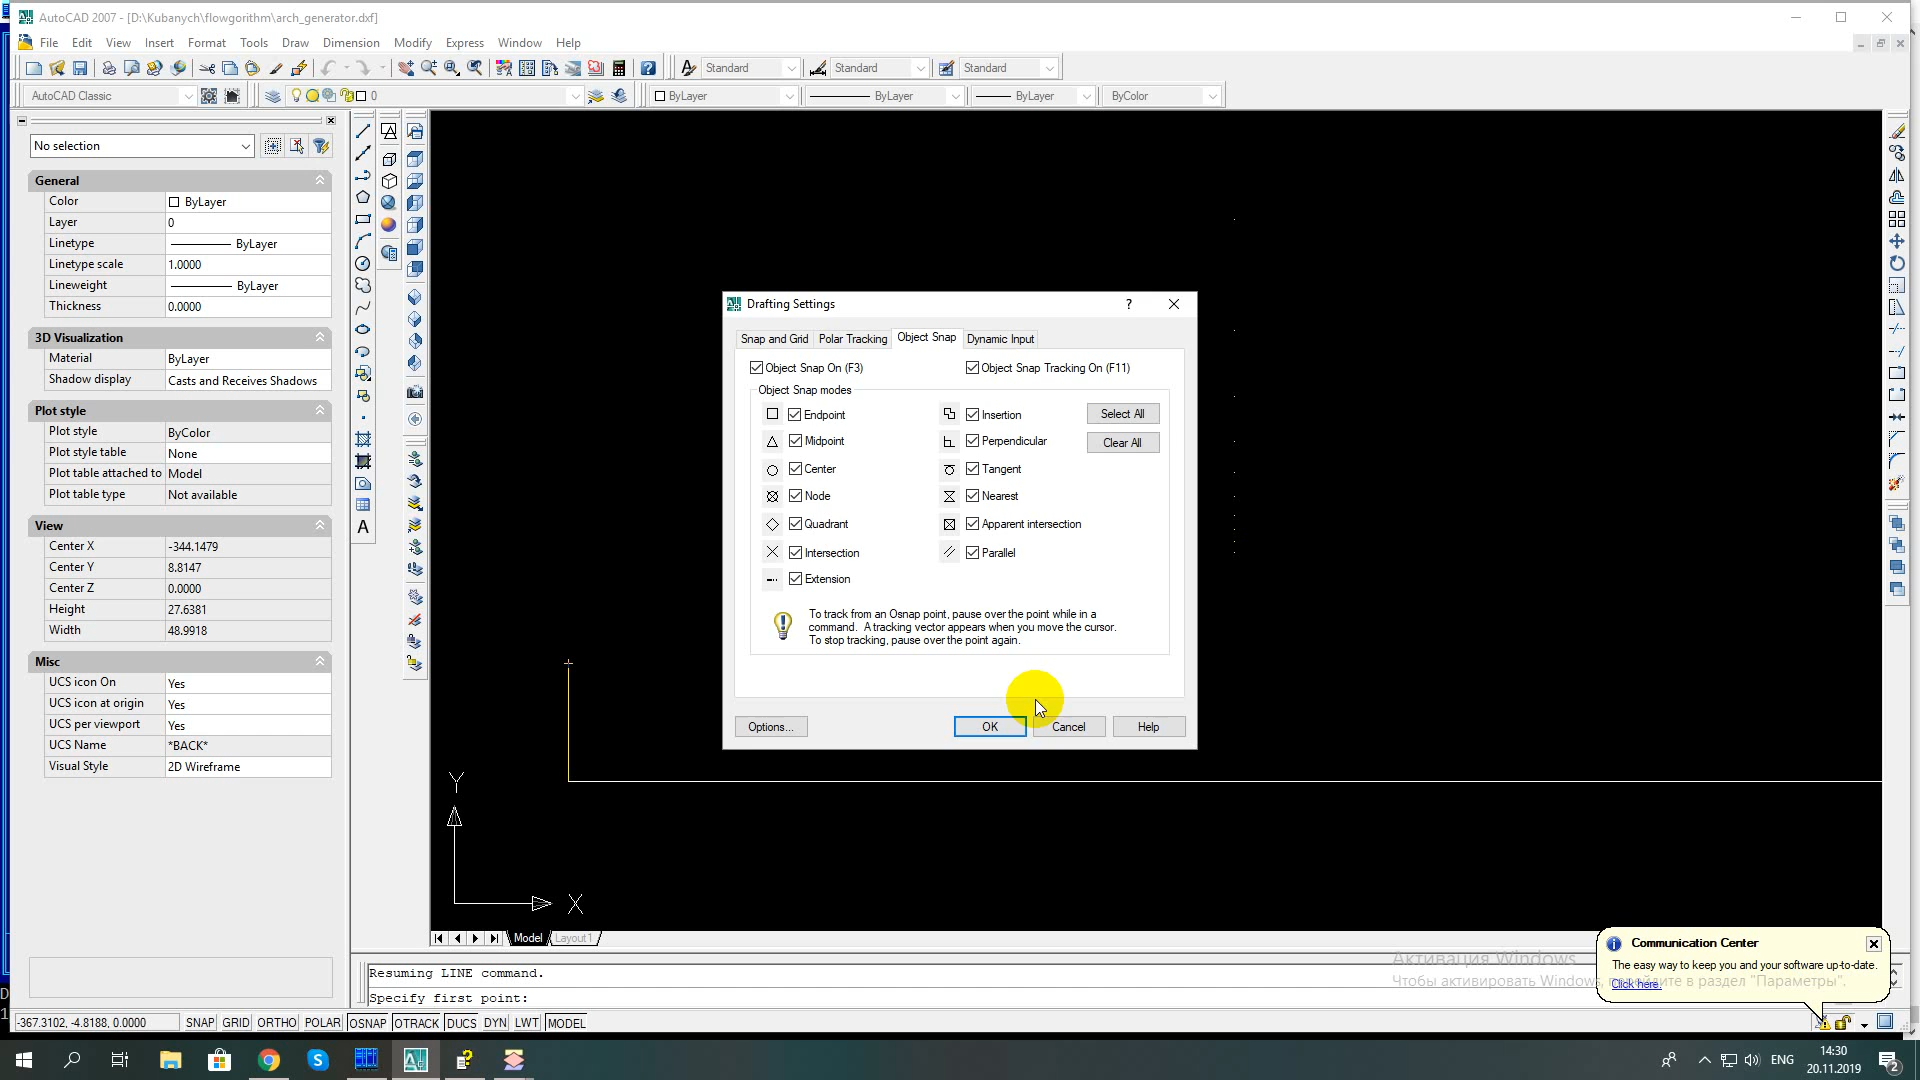 AutoCAD 2007 - [D:\Kubanych\flowgorithm\arch_generator.dxf]
File Edit View Insert Format Tools Draw Dimension Modify Express Window Help
Standard Standard Standard
AutoCAD Classic 0 ByLayer ByLayer ByLayer ByColor
No selection
General
Color ByLayer
Layer 0
Linetype ByLayer
Linetype scale 1.0000
Lineweight ByLayer
Thickness 0.0000
3D Visualization
Material ByLayer
Shadow display Casts and Receives Shadows
Plot style
Plot style ByColor
Plot style table None
Plot table attached to Model
Plot table type Not available
View
Center X -344.1479
Center Y 8.8147
Center Z 0.0000
Height 27.6381
Width 48.9918
Misc
UCS icon On Yes
UCS icon at origin Yes
UCS per viewport Yes
UCS Name *BACK*
Visual Style 2D Wireframe
A
Drafting Settings ?
Snap and Grid Polar Tracking Object Snap Dynamic Input
Object Snap On (F3) Object Snap Tracking On (F11)
Object Snap modes
Endpoint Insertion Select All
Midpoint Perpendicular Clear All
Center Tangent
Node Nearest
Quadrant Apparent intersection
Intersection Parallel
Extension
To track from an Osnap point, pause over the point while in a
command. A tracking vector appears when you move the cursor.
To stop tracking, pause over the point again.
Options... OK Cancel Help
Y
X
Model Layout1
Resuming LINE command.
Specify first point:
Активация Windows
Чтобы активировать Windows, перейдите в раздел "Параметры".
Communication Center
The easy way to keep you and your software up-to-date.
Click here.
-367.3102, -4.8188, 0.0000 SNAP GRID ORTHO POLAR OSNAP OTRACK DUCS DYN LWT MODEL
ENG
14:30
20.11.2019
2